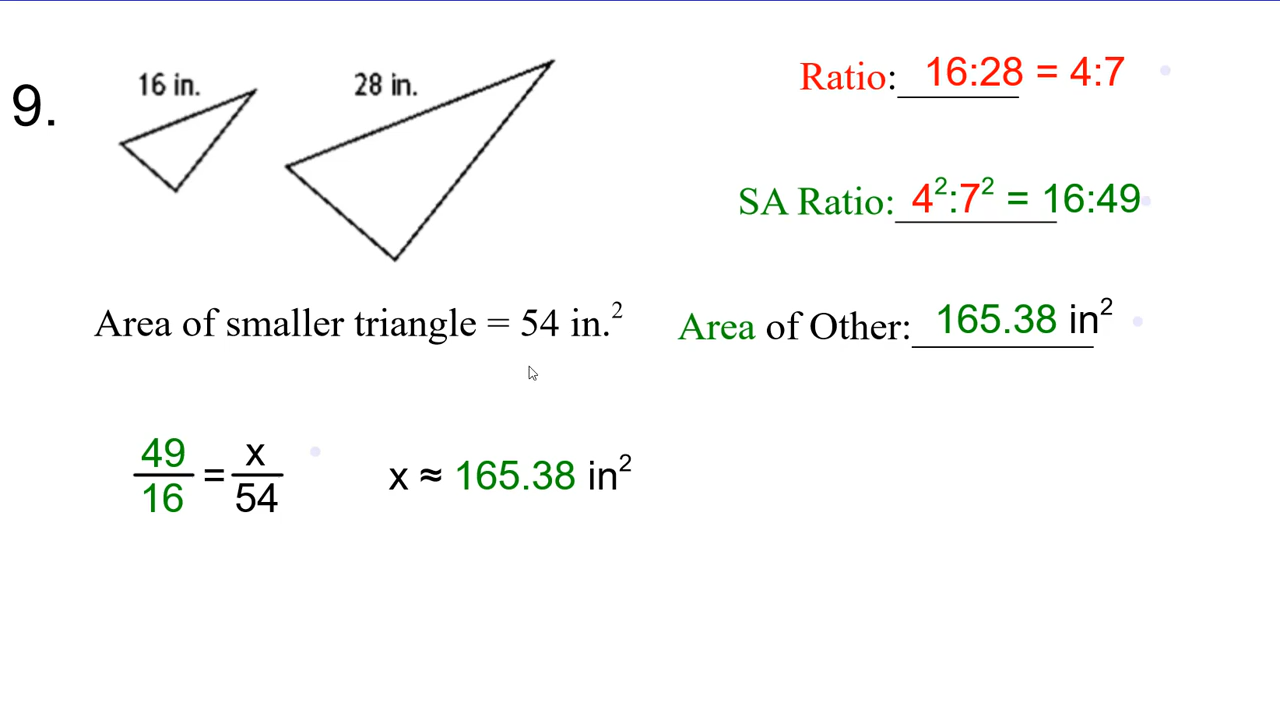 9.
16 in.
28 in.
Ratio: 16:28 = 4:7
SA Ratio: 4²:7² = 16:49
Area of smaller triangle = 54 in.²
Area of Other: 165.38 in²
49/16 = x/54
x ≈ 165.38 in²